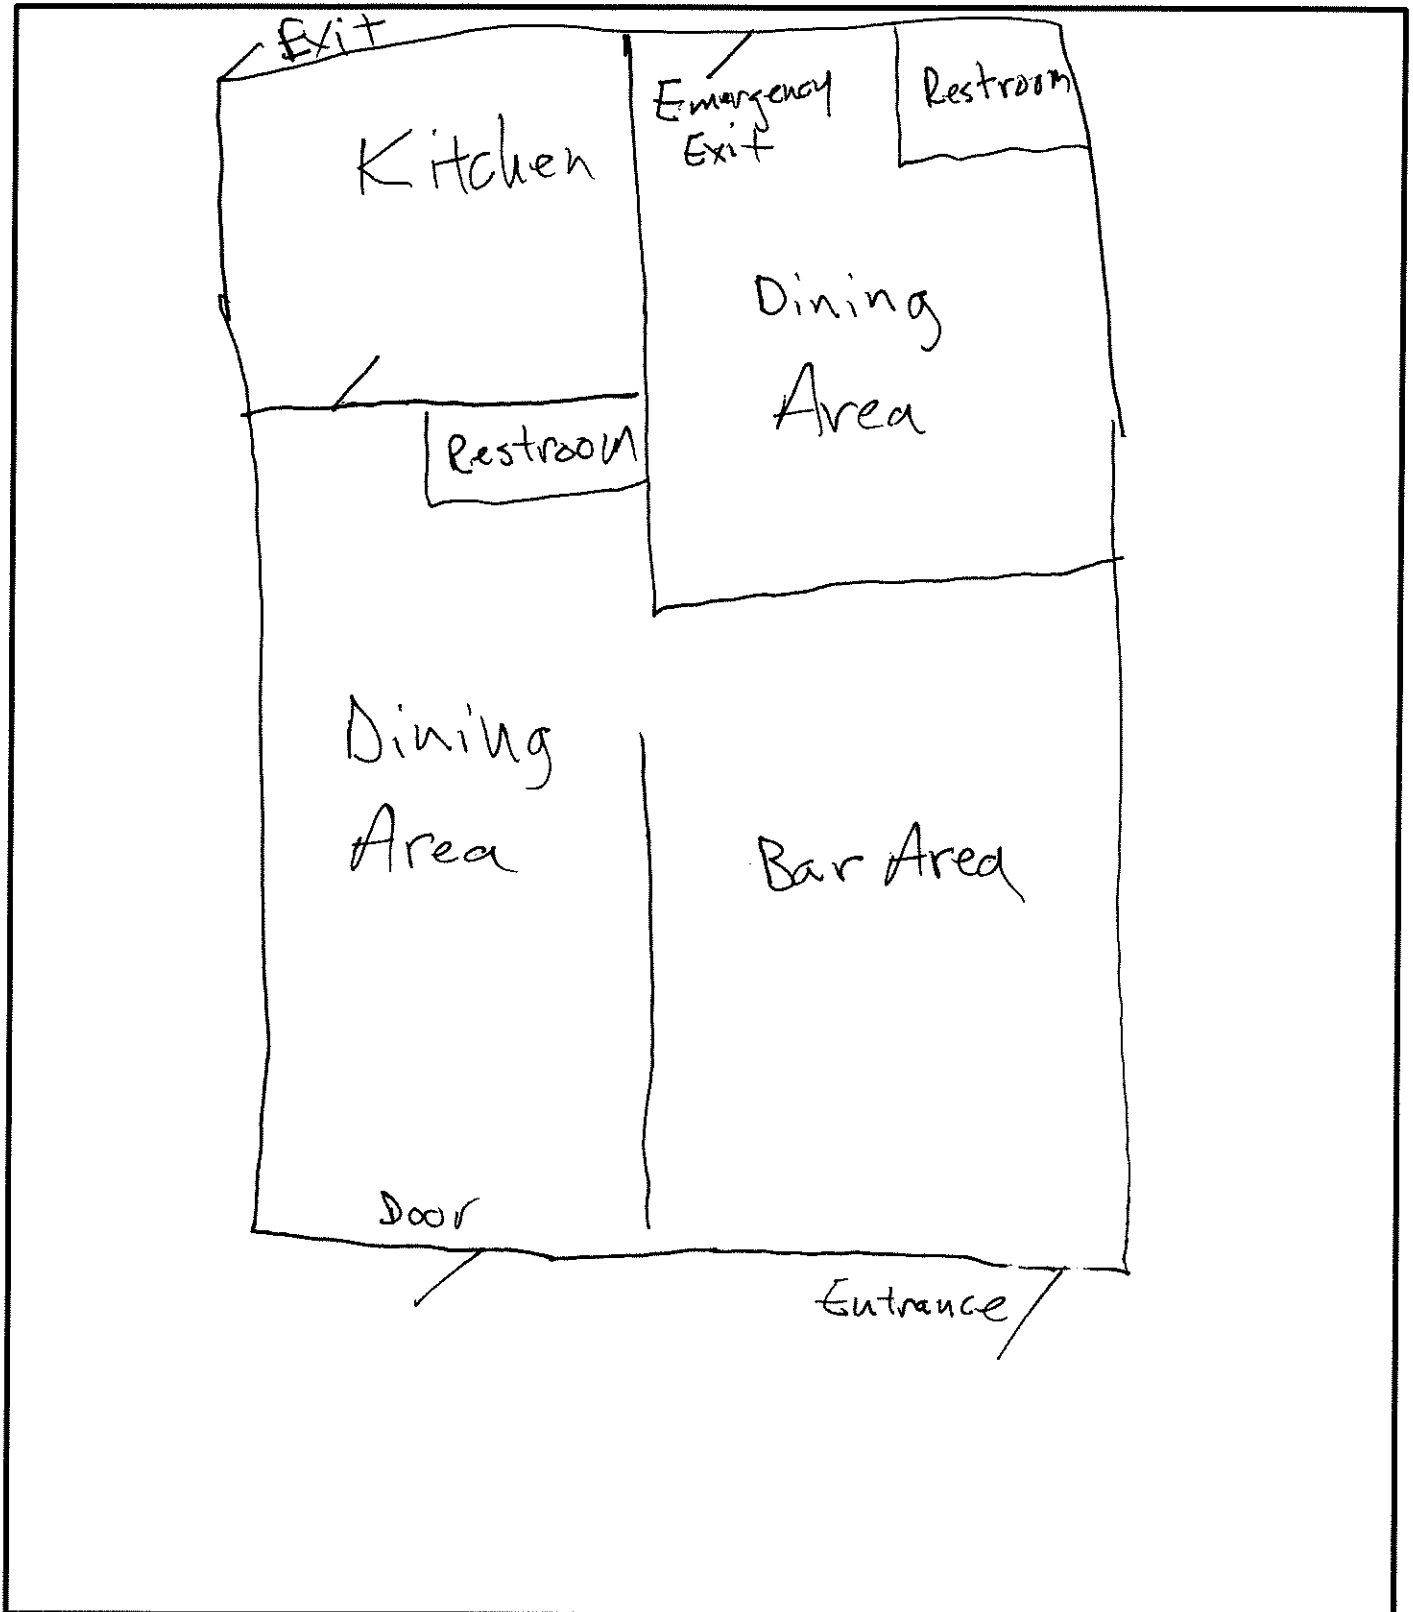 Exit
Kitchen
Emergency
Exit
Restroom
Dining
Area
Restroom
Dining
Area
Bar Area
Door
Entrance